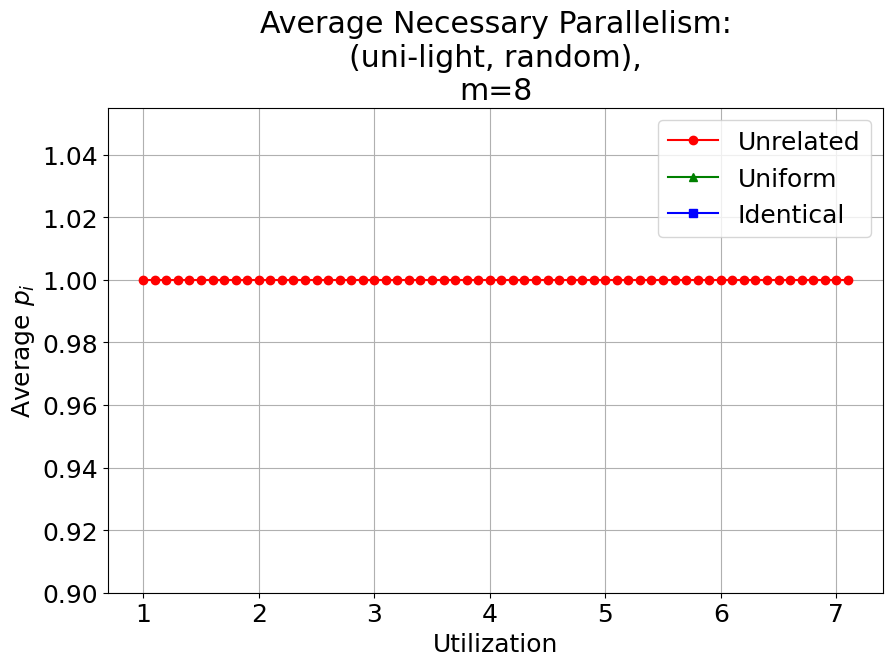 Average Necessary Parallelism:
(uni-light, random),
m=8
Unrelated
Uniform
Identical
1.04
1.02
1.00
0.98
0.96
0.94
0.92
0.90
Average p_i
1
2
3
4
5
6
7
Utilization